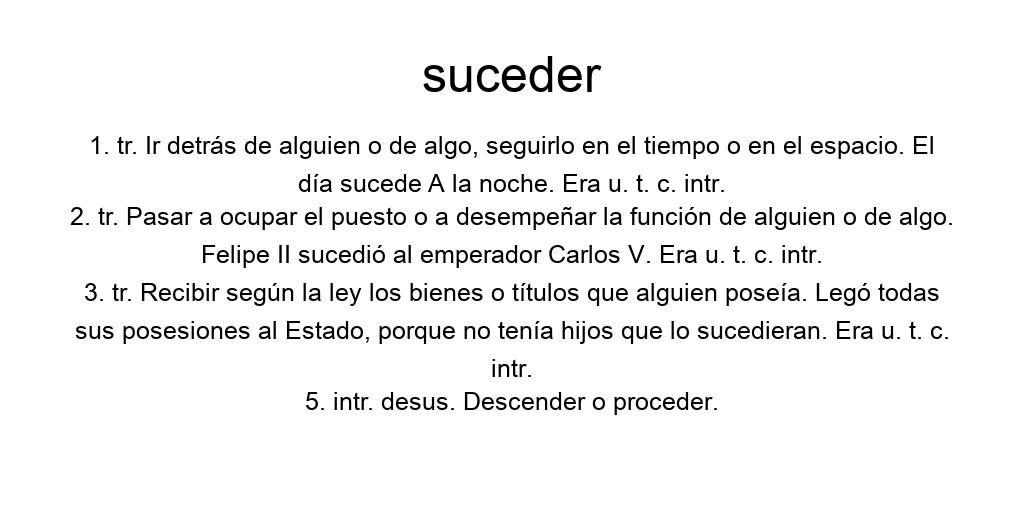 suceder
1. tr. Ir detrás de alguien o de algo, seguirlo en el tiempo o en el espacio. El
día sucede A la noche. Era u. t. c. intr.
2. tr. Pasar a ocupar el puesto o a desempeñar la función de alguien o de algo.
Felipe II sucedió al emperador Carlos V. Era u. t. c. intr.
3. tr. Recibir según la ley los bienes o títulos que alguien poseía. Legó todas
sus posesiones al Estado, porque no tenía hijos que lo sucedieran. Era u. t. c.
intr.
5. intr. desus. Descender o proceder.